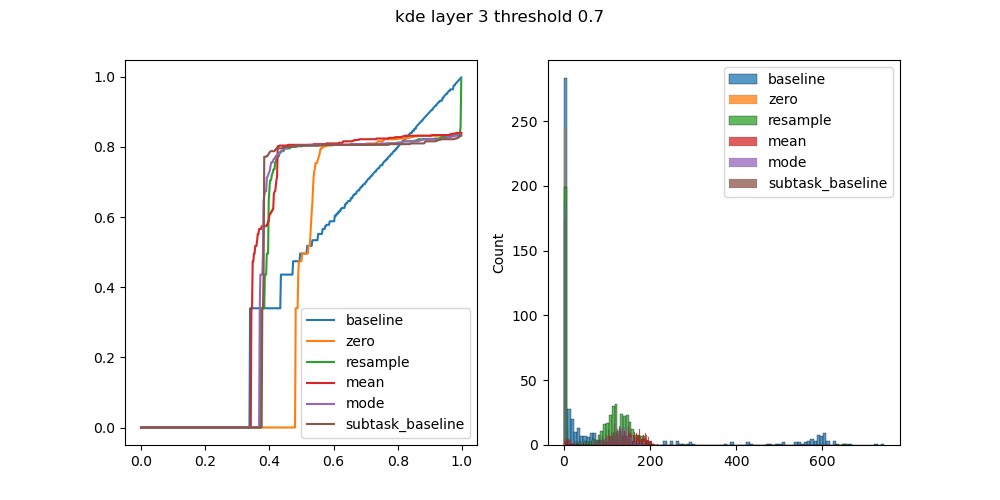 kde layer 3 threshold 0.7
1.0
0.8
0.6
0.4
0.2
0.0
0.0
0.2
0.4
0.6
0.8
1.0
baseline
zero
resample
mean
mode
subtask_baseline
Count
250
200
150
100
50
0
0
200
400
600
baseline
zero
resample
mean
mode
subtask_baseline